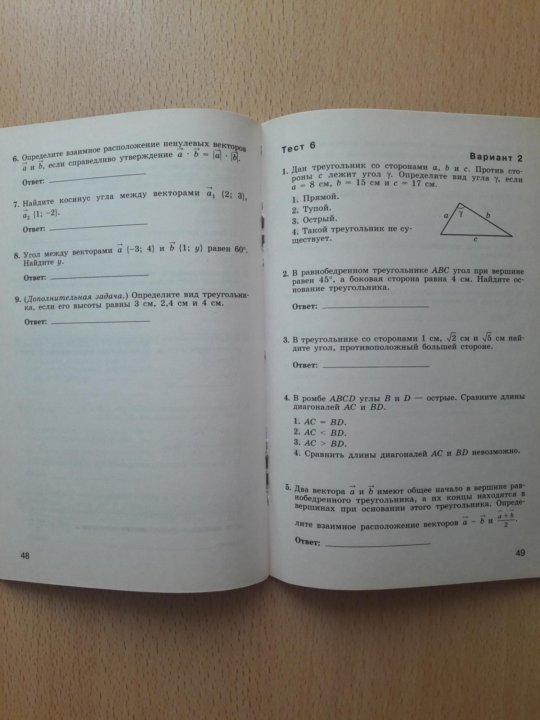 6. Определите взаимное расположение ненулевых векторов
a⃗ и b⃗, если справедливо утверждение a⃗ · b⃗ = |a⃗| · |b⃗|.
Ответ:
7. Найдите косинус угла между векторами a⃗₁ {2; 3},
a⃗₂ {1; −2}.
Ответ:
8. Угол между векторами a⃗ {−3; 4} и b⃗ {1; y} равен 60°.
Найдите y.
Ответ:
9. (Дополнительная задача.) Определите вид треугольни-
ка, если его высоты равны 3 см, 2,4 см и 4 см.
Ответ:
48
Тест 6
Вариант 2
1. Дан треугольник со сторонами a, b и c. Против сто-
роны c лежит угол γ. Определите вид угла γ, если
a = 8 см, b = 15 см и c = 17 см.
1. Прямой.
2. Тупой.
3. Острый.
4. Такой треугольник не су-
ществует.
a γ b
c
2. В равнобедренном треугольнике ABC угол при вершине
равен 45°, а боковая сторона равна 4 см. Найдите ос-
нование треугольника.
Ответ:
3. В треугольнике со сторонами 1 см, √2 см и √5 см най-
дите угол, противоположный большей стороне.
Ответ:
4. В ромбе ABCD углы B и D — острые. Сравните длины
диагоналей AC и BD.
1. AC = BD.
2. AC < BD.
3. AC > BD.
4. Сравнить длины диагоналей AC и BD невозможно.
5. Два вектора a⃗ и b⃗ имеют общее начало в вершине рав-
нобедренного треугольника, а их концы находятся в
вершинах при основании этого треугольника. Опреде-
лите взаимное расположение векторов a⃗ − b⃗ и (a⃗ + b⃗)/2.
Ответ:
49